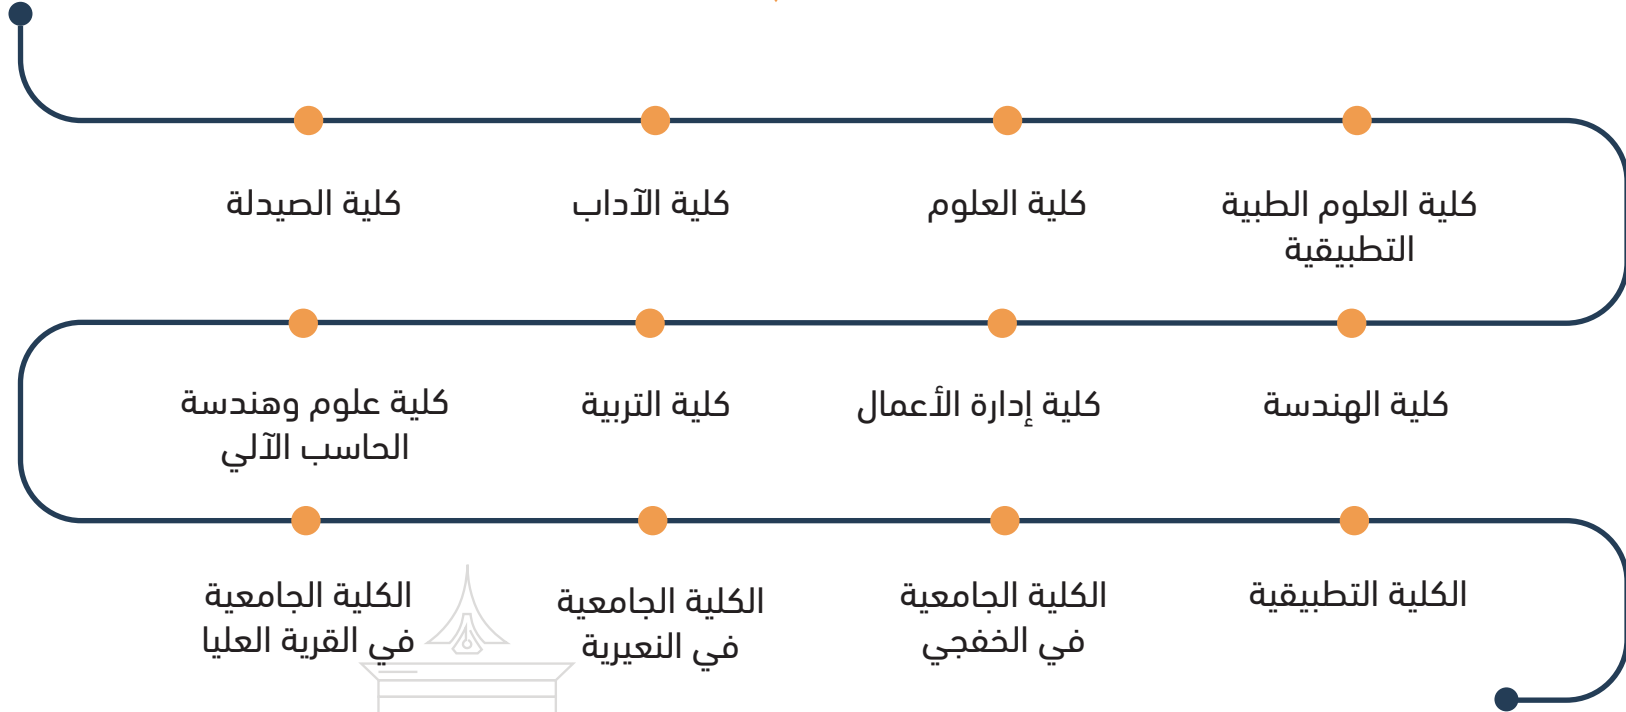 كلية العلوم الطبية
التطبيقية
كلية العلوم
كلية الآداب
كلية الصيدلة
كلية الهندسة
كلية إدارة الأعمال
كلية التربية
كلية علوم وهندسة
الحاسب الآلي
الكلية التطبيقية
الكلية الجامعية
في الخفجي
الكلية الجامعية
في النعيرية
الكلية الجامعية
في القرية العليا